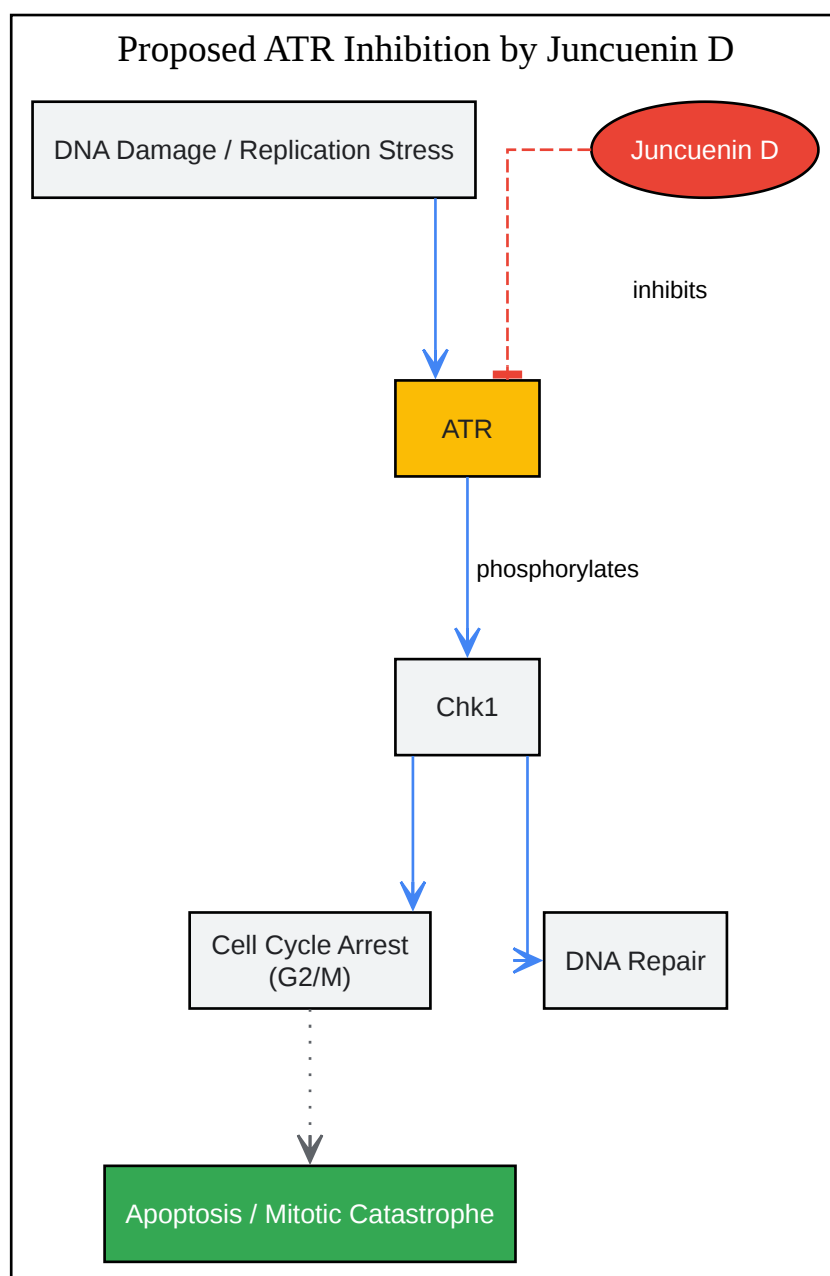 Proposed ATR Inhibition by Juncuenin D
DNA Damage / Replication Stress
Juncuenin D
inhibits
ATR
phosphorylates
Chk1
Cell Cycle Arrest
(G2/M)
DNA Repair
Apoptosis / Mitotic Catastrophe